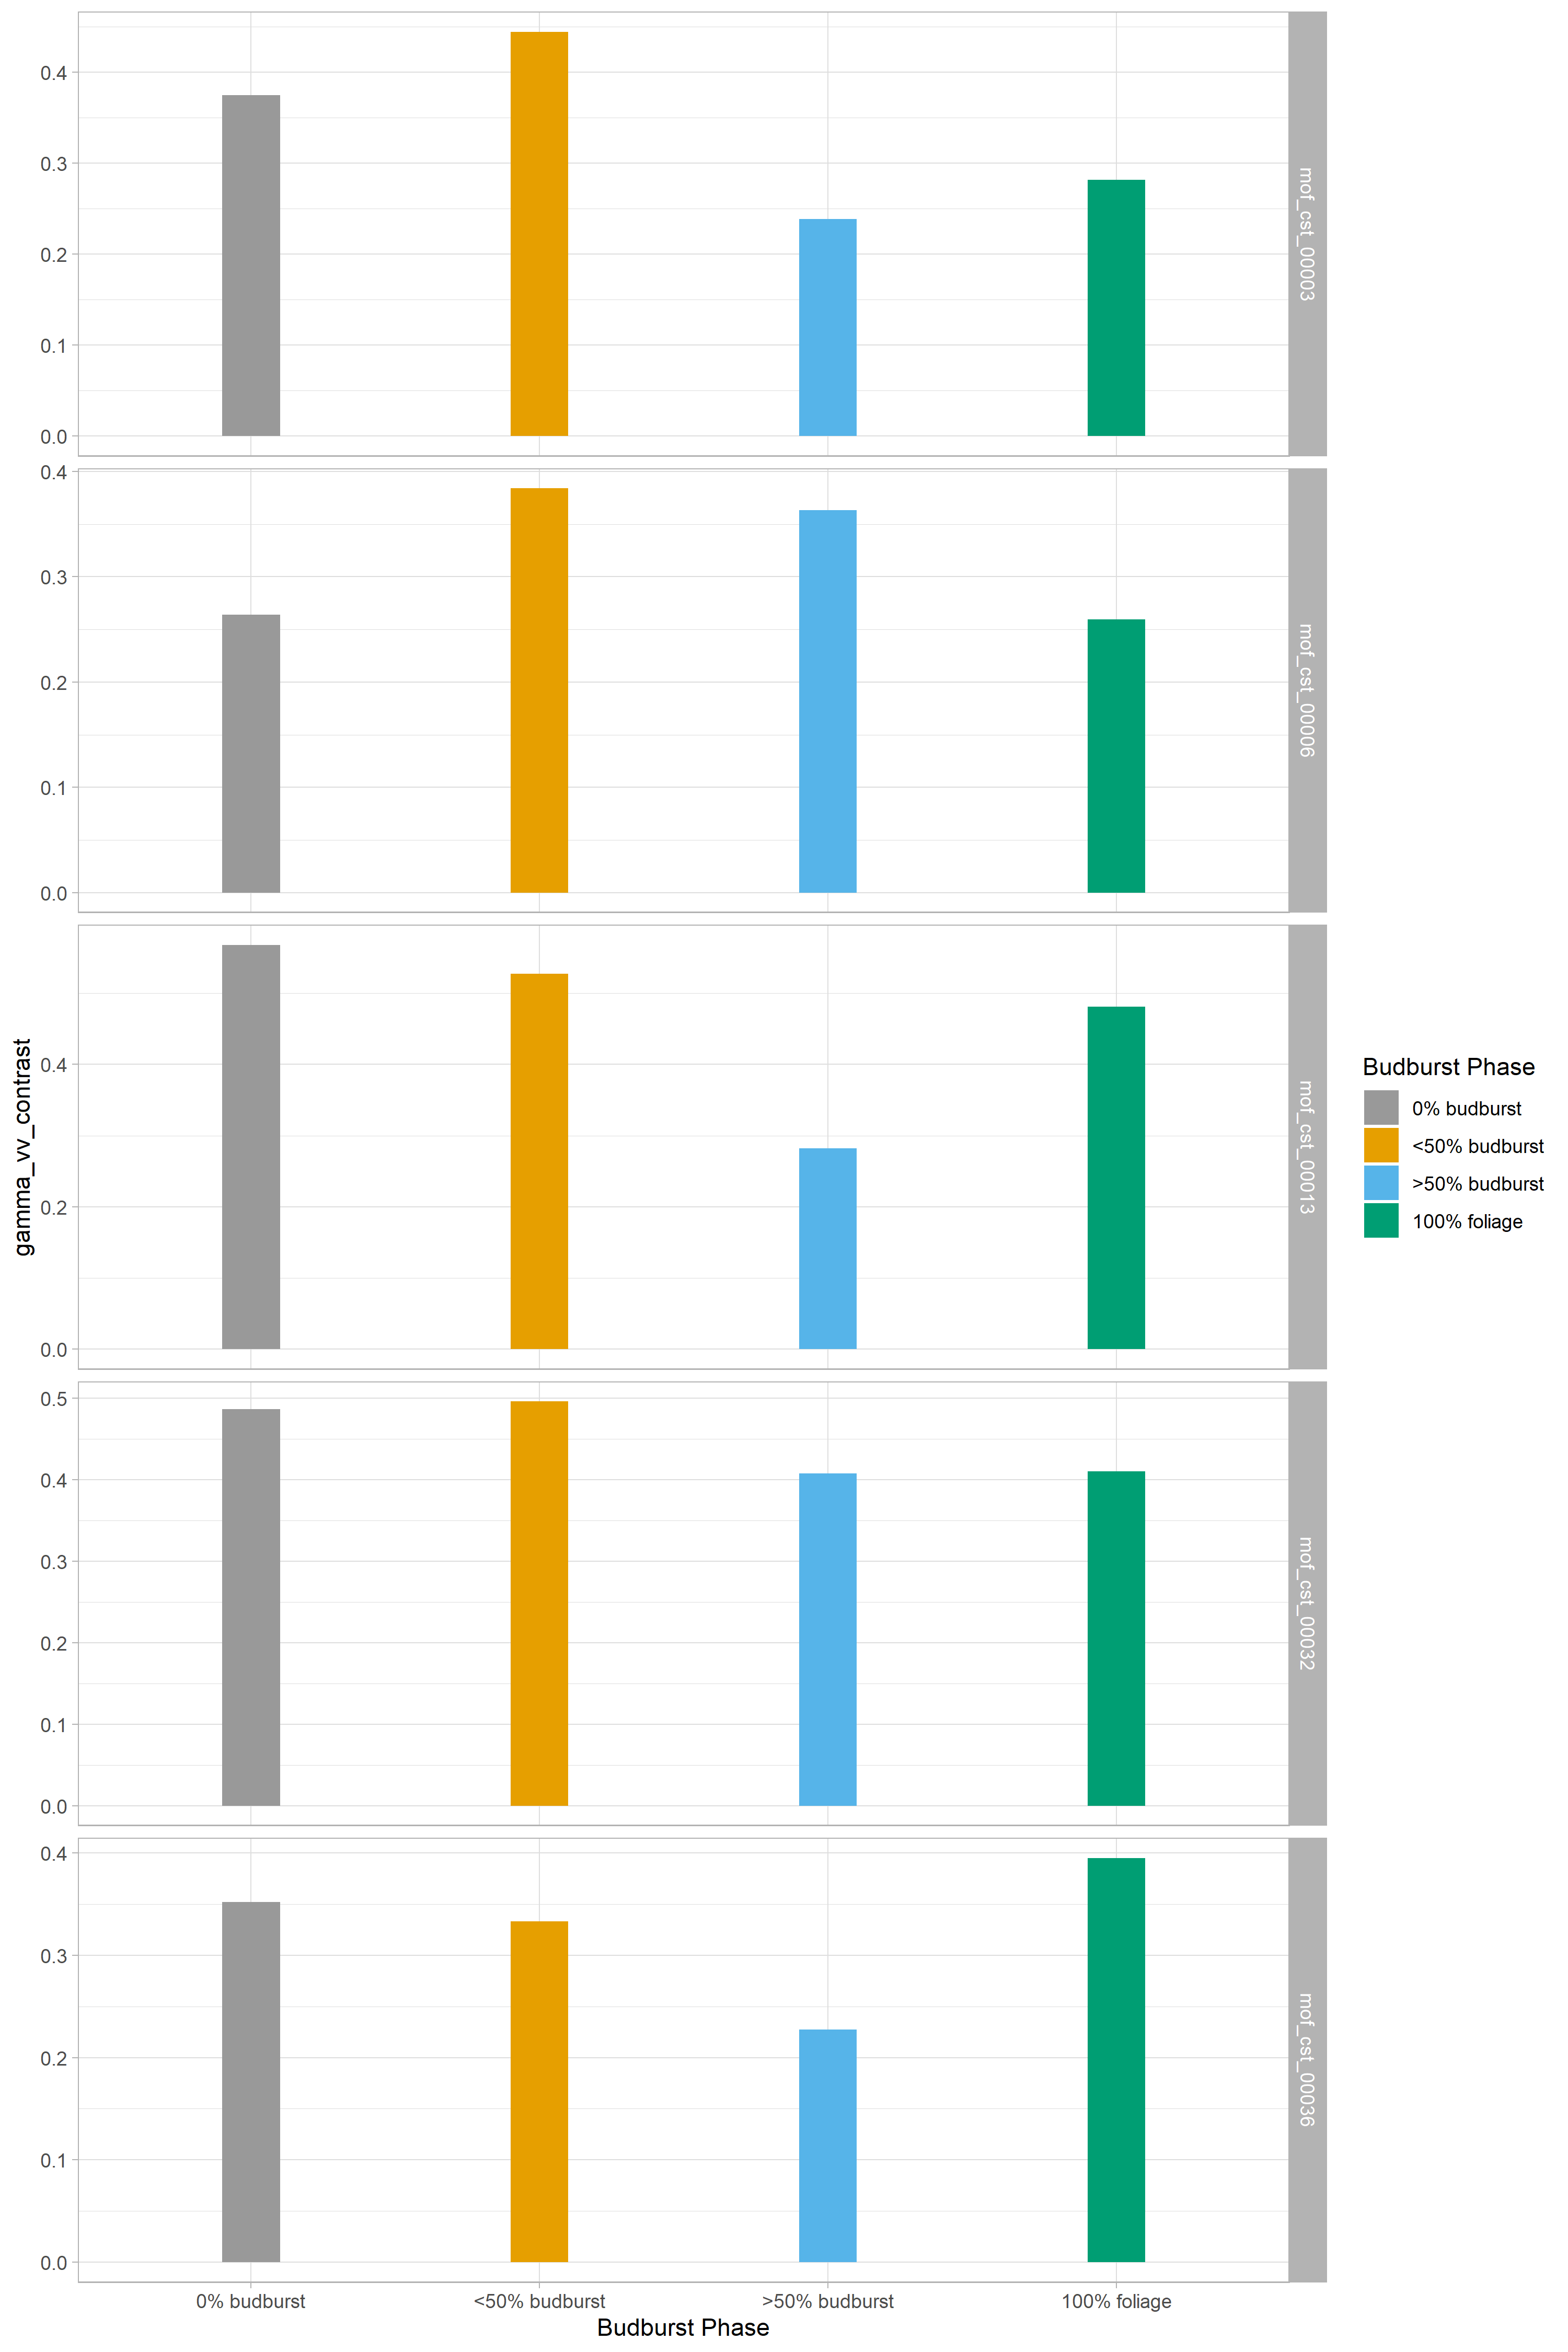 gamma_vv_contrast
0.4
0.3
0.2
0.1
0.0
mof_cst_00003
0.4
0.3
0.2
0.1
0.0
mof_cst_00006
0.4
0.2
0.0
mof_cst_00013
0.5
0.4
0.3
0.2
0.1
0.0
mof_cst_00032
0.4
0.3
0.2
0.1
0.0
mof_cst_00036
0% budburst <50% budburst >50% budburst 100% foliage
Budburst Phase
Budburst Phase
0% budburst
<50% budburst
>50% budburst
100% foliage